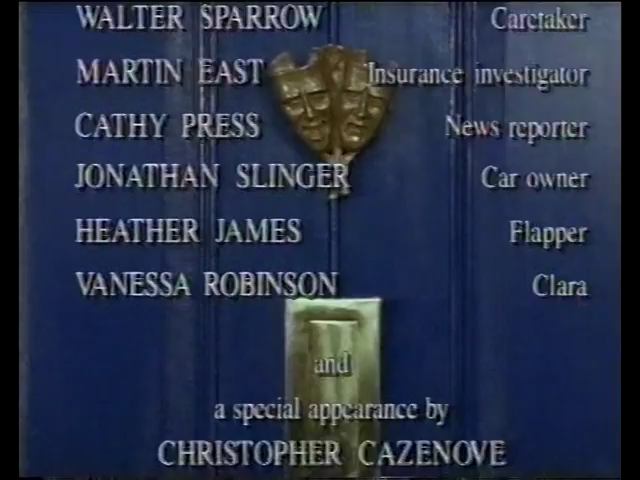 WALTER SPARROW Caretaker
MARTIN EAST Insurance investigator
CATHY PRESS News reporter
JONATHAN SLINGER Car owner
HEATHER JAMES Flapper
VANESSA ROBINSON Clara
and
a special appearance by
CHRISTOPHER CAZENOVE